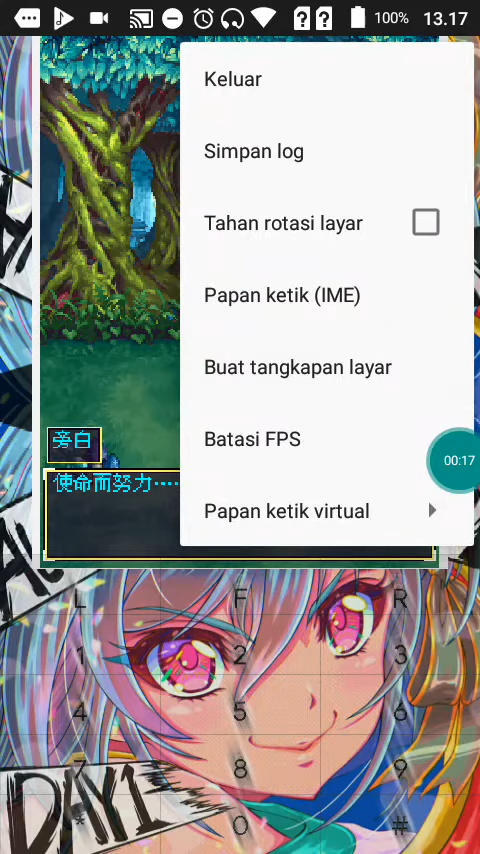 100%
13.17
Keluar
Simpan log
Tahan rotasi layar
Papan ketik (IME)
Buat tangkapan layar
Batasi FPS
00:17
Papan ketik virtual
旁白
使命而努力‥‥
L F R
1 2 3
4 5 6
7 8 9
* 0 #
DAY1